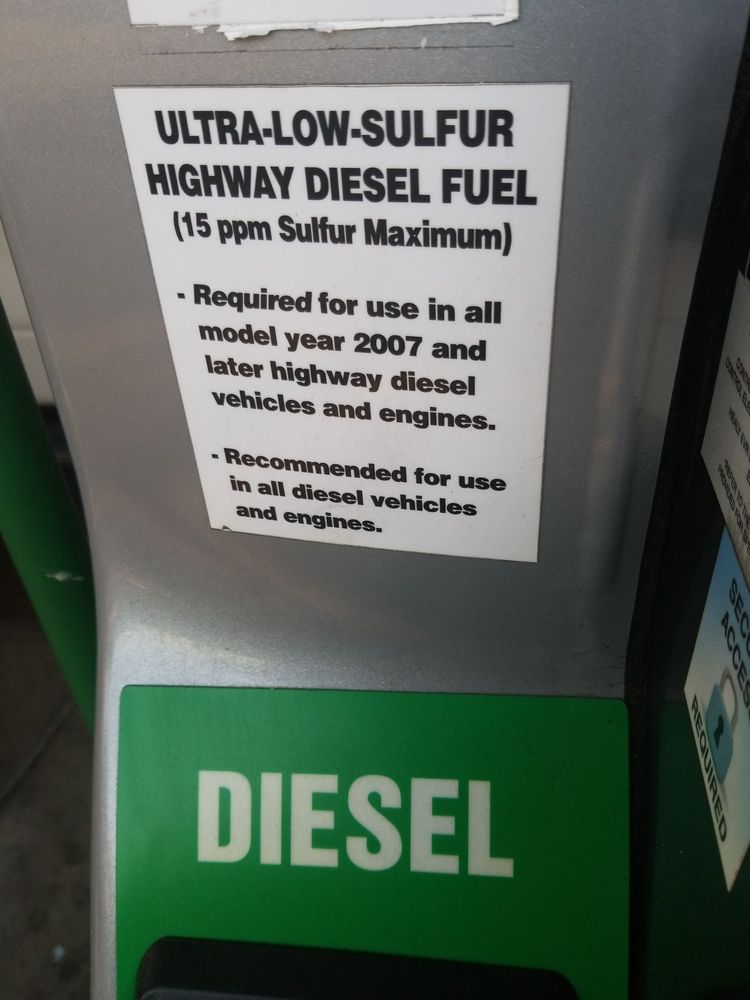 ULTRA-LOW-SULFUR
HIGHWAY DIESEL FUEL
(15 ppm Sulfur Maximum)
- Required for use in all
model year 2007 and
later highway diesel
vehicles and engines.
- Recommended for use
in all diesel vehicles
and engines.
DIESEL
REQUIRED